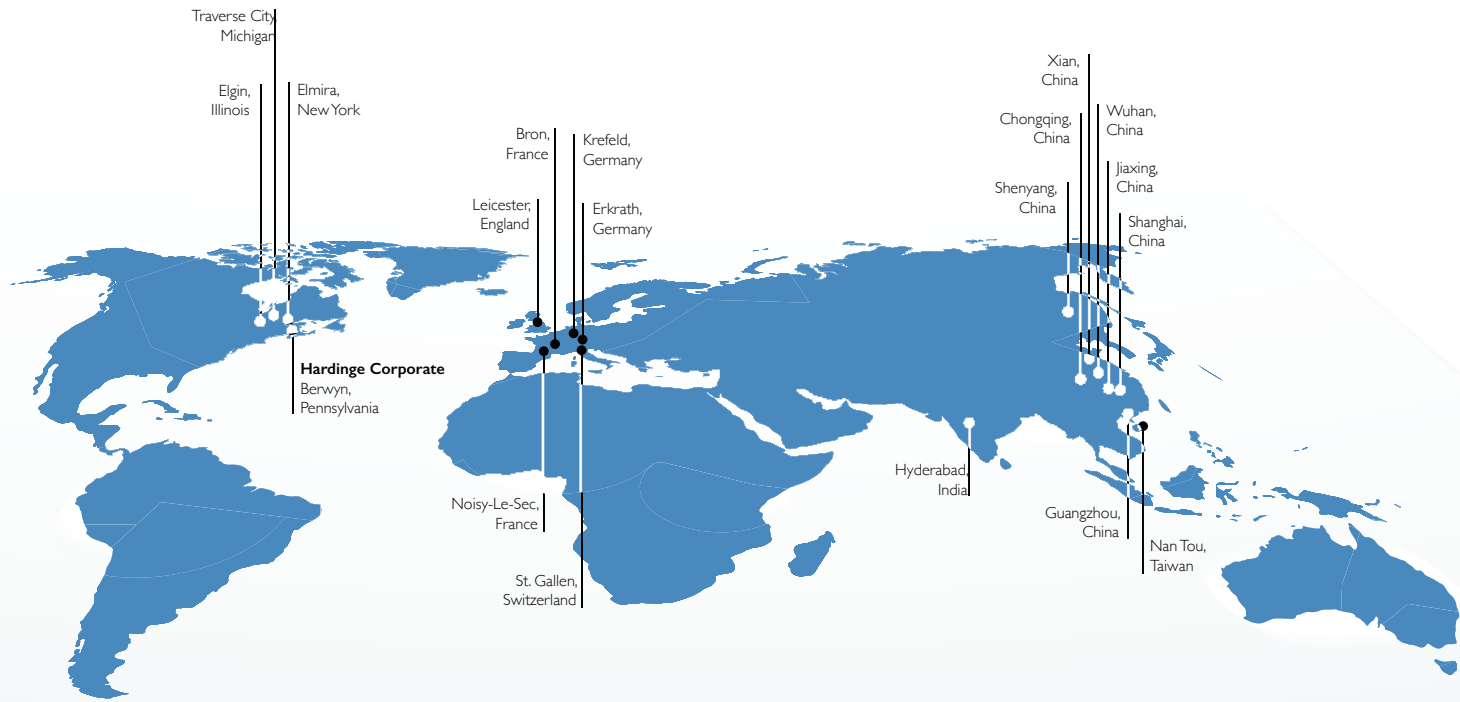 Traverse City,
Michigan
Elgin,
Illinois
Elmira,
New York
Hardinge Corporate
Berwyn,
Pennsylvania
Bron,
France
Krefeld,
Germany
Leicester,
England
Erkrath,
Germany
Noisy-Le-Sec,
France
St. Gallen,
Switzerland
Xian,
China
Chongqing,
China
Wuhan,
China
Jiaxing,
China
Shenyang,
China
Shanghai,
China
Hyderabad,
India
Guangzhou,
China
Nan Tou,
Taiwan